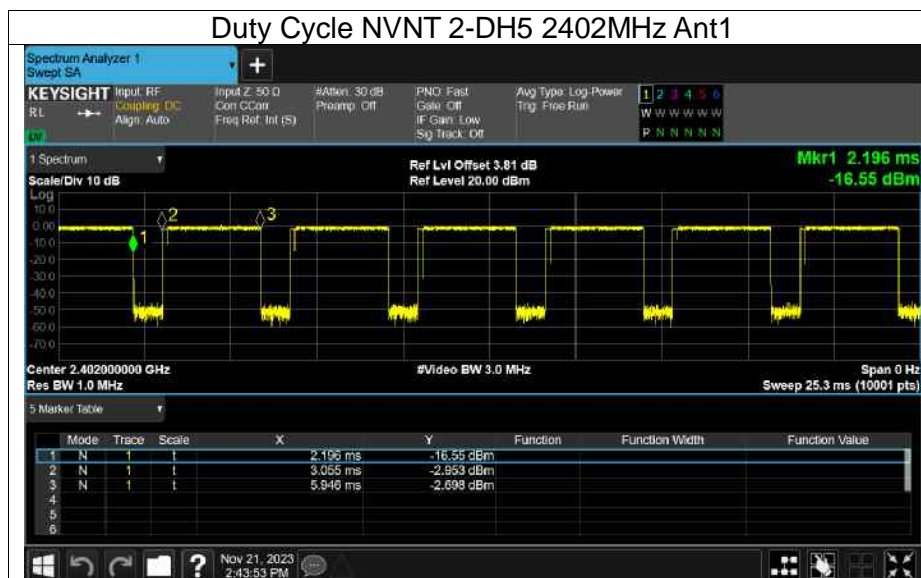 Duty Cycle NVNT 2-DH5 2402MHz Ant1
Spectrum Analyzer 1
Swept SA
+
KEYSIGHT Input: RF Input Z: 50 Ω #Atten: 30 dB PNO: Fast Avg Type: Log-Power 1 2 3 4 5 6
RL Coupling: DC Corr CCorr Preamp: Off Gate: Off Trig: Free Run W W W W W W
Align: Auto Freq Ref: Int (S) IF Gain: Low
Sig Track: Off P N N N N N
1 Spectrum
Ref Lvl Offset 3.81 dB Mkr1 2.196 ms
Scale/Div 10 dB Ref Level 20.00 dBm -16.55 dBm
Log
10.0
0.00
-10.0
-20.0
-30.0
-40.0
-50.0
-60.0
-70.0
1
2
3
Center 2.402000000 GHz #Video BW 3.0 MHz Span 0 Hz
Res BW 1.0 MHz Sweep 25.3 ms (10001 pts)
5 Marker Table
Mode Trace Scale X Y Function Function Width Function Value
1 N 1 t 2.196 ms -16.55 dBm
2 N 1 t 3.055 ms -2.953 dBm
3 N 1 t 5.946 ms -2.698 dBm
4
5
6
? Nov 21, 2023
2:43:53 PM